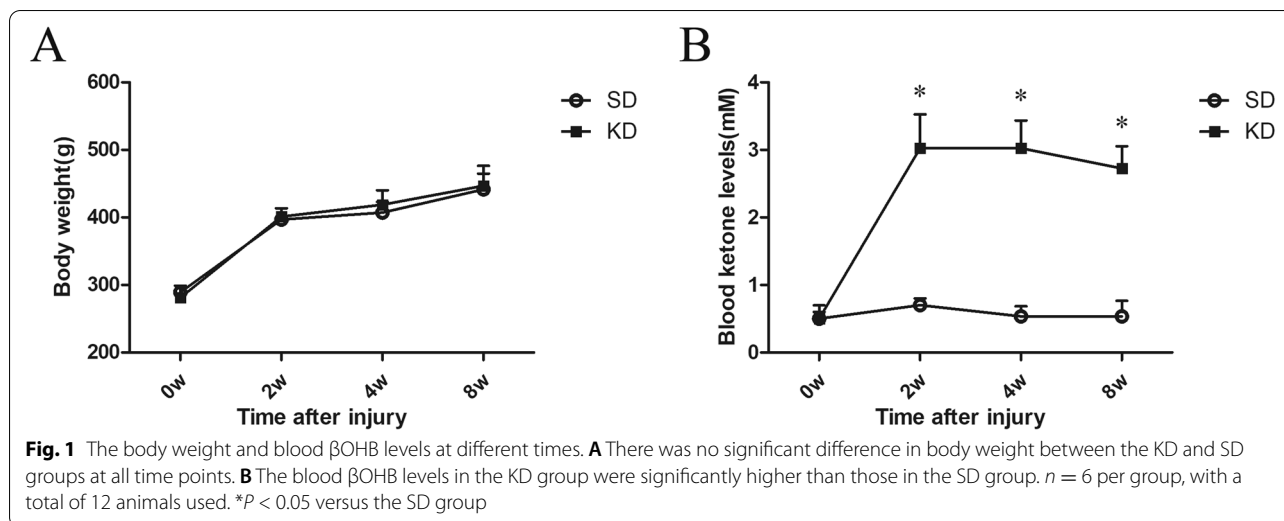 A
600
500
400
300
200
Body weight(g)
0w
2w
4w
8w
Time after injury
SD
KD
B
4
3
2
1
0
Blood ketone levels(mM)
*
*
*
0w
2w
4w
8w
Time after injury
SD
KD
Fig. 1 The body weight and blood βOHB levels at different times. A There was no significant difference in body weight between the KD and SD
groups at all time points. B The blood βOHB levels in the KD group were significantly higher than those in the SD group. n = 6 per group, with a
total of 12 animals used. *P < 0.05 versus the SD group